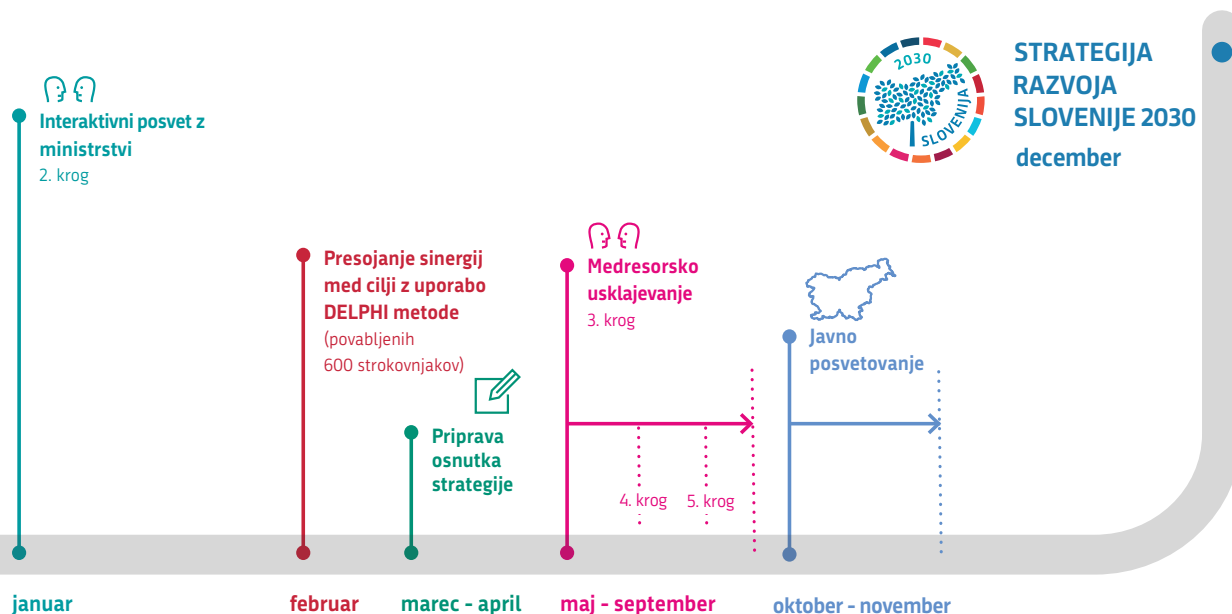 2030
SLOVENIJA
STRATEGIJA
RAZVOJA
SLOVENIJE 2030
december
Interaktivni posvet z
ministrstvi
2. krog
Presojanje sinergij
med cilji z uporabo
DELPHI metode
(povabljenih
600 strokovnjakov)
Priprava
osnutka
strategije
Medresorsko
usklajevanje
3. krog
4. krog
5. krog
Javno
posvetovanje
januar
februar
marec - april
maj - september
oktober - november